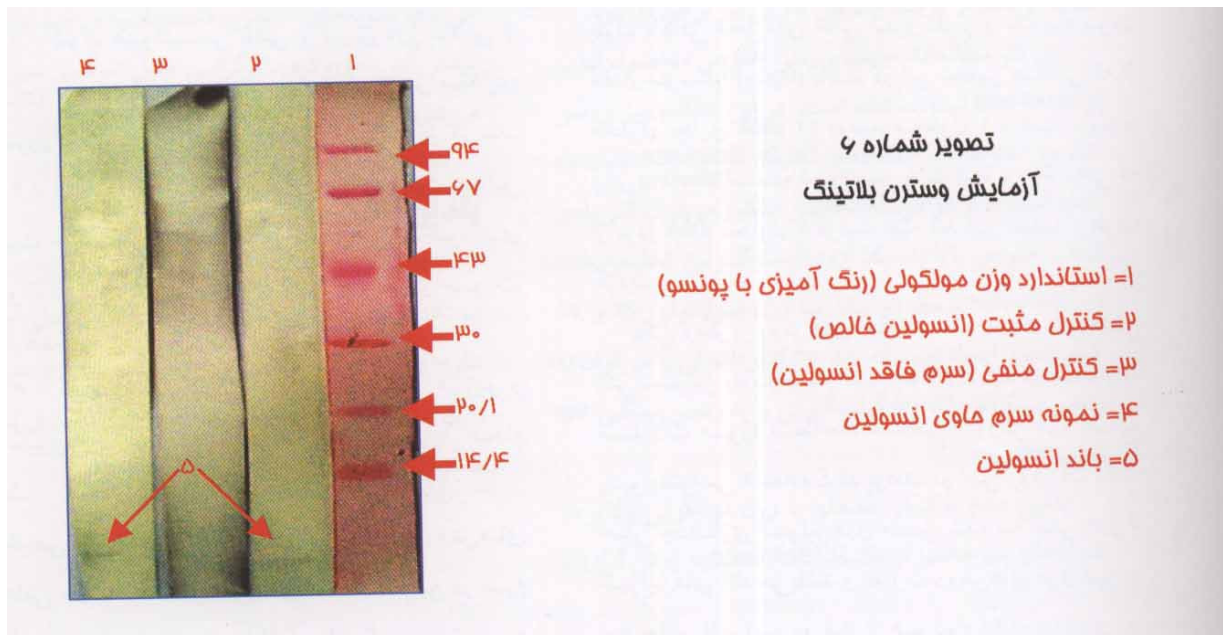 ۴ ۳ ۲ ۱
۹۴
۶۷
۴۳
۳۰
۲۰/۱
۱۴/۴
۵
تصویر شماره ۶
آزمایش وسترن بلاتینگ
۱= استاندارد وزن مولکولی (رنگ آمیزی با پونسو)
۲= کنترل مثبت (انسولین خالص)
۳= کنترل منفی (سرم فاقد انسولین)
۴= نمونه سرم حاوی انسولین
۵= باند انسولین